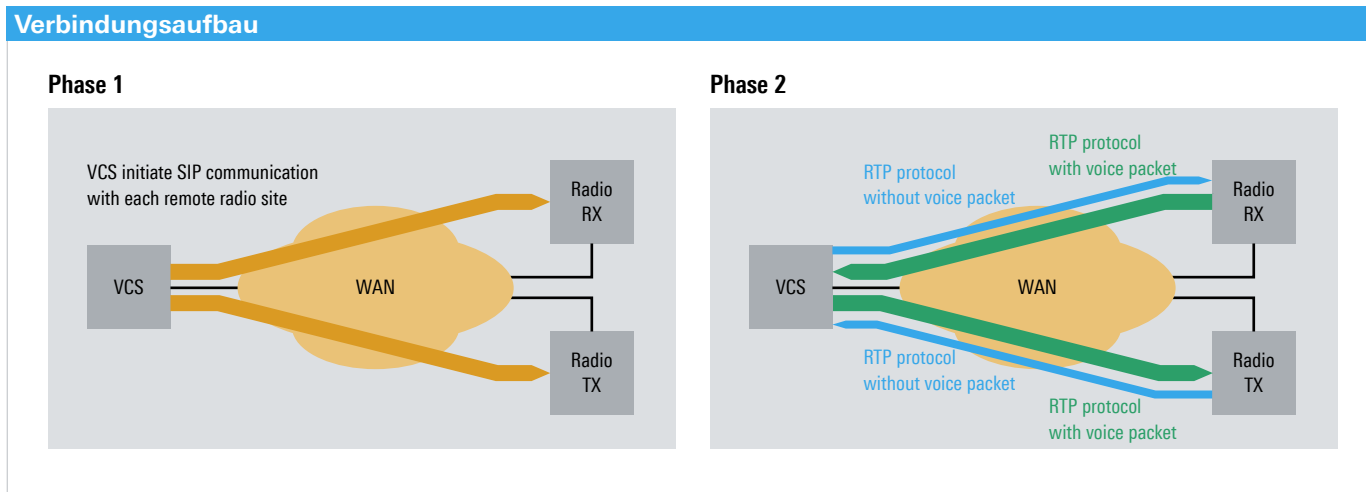 Verbindungsaufbau
Phase 1
VCS initiate SIP communication
with each remote radio site
Radio
RX
VCS
WAN
Radio
TX
Phase 2
RTP protocol
with voice packet
RTP protocol
without voice packet
Radio
RX
VCS
WAN
RTP protocol
without voice packet
Radio
TX
RTP protocol
with voice packet